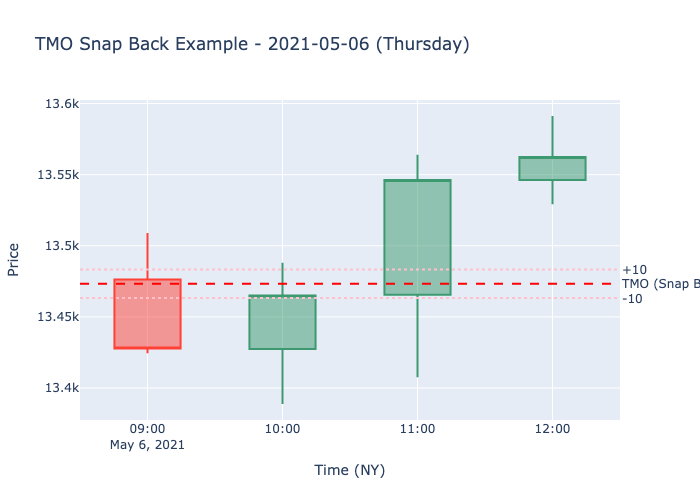 TMO Snap Back Example - 2021-05-06 (Thursday)
13.6k
13.55k
13.5k
13.45k
13.4k
Price
+10
TMO (Snap B
-10
09:00
10:00
11:00
12:00
May 6, 2021
Time (NY)